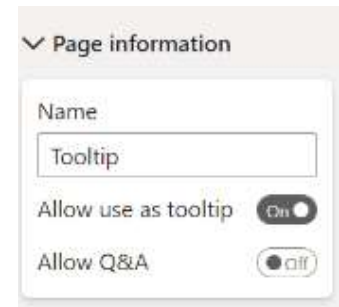 Page information
Name
Tooltip
Allow use as tooltip On
Allow Q&A Off